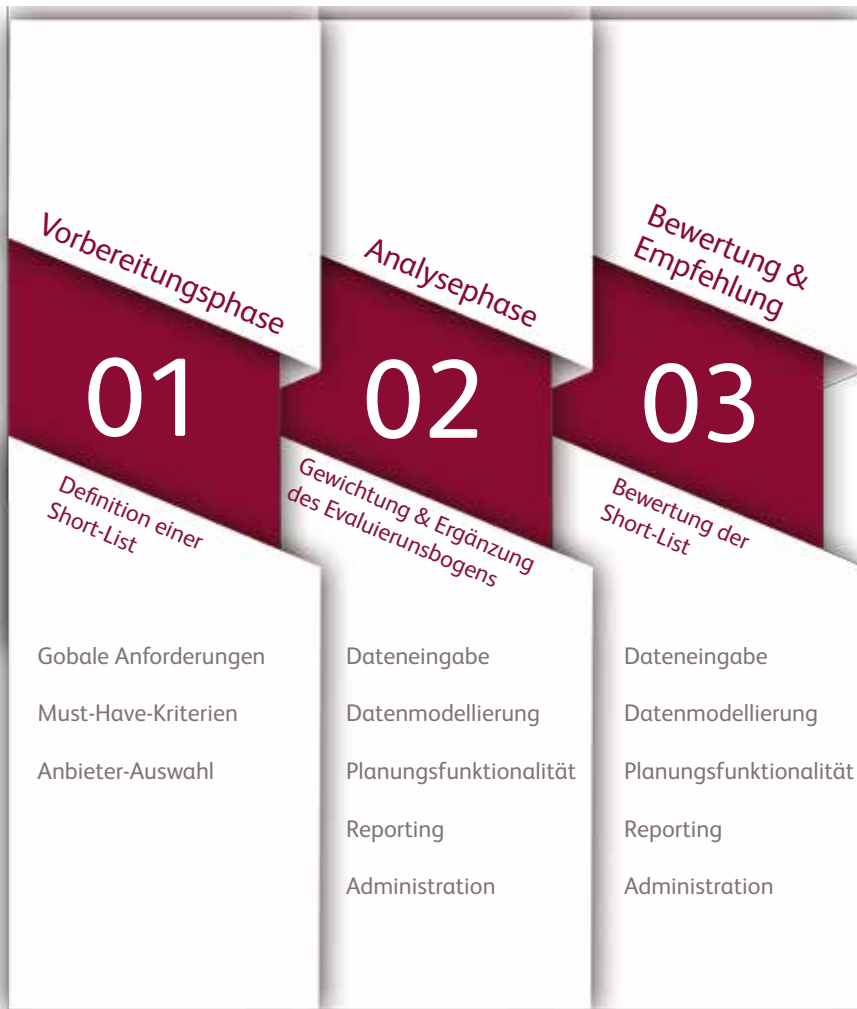 Vorbereitungsphase
01
Definition einer
Short-List
Gobale Anforderungen
Must-Have-Kriterien
Anbieter-Auswahl
Analysephase
02
Gewichtung & Ergänzung
des Evaluierunsbogens
Dateneingabe
Datenmodellierung
Planungsfunktionalität
Reporting
Administration
Bewertung &
Empfehlung
03
Bewertung der
Short-List
Dateneingabe
Datenmodellierung
Planungsfunktionalität
Reporting
Administration